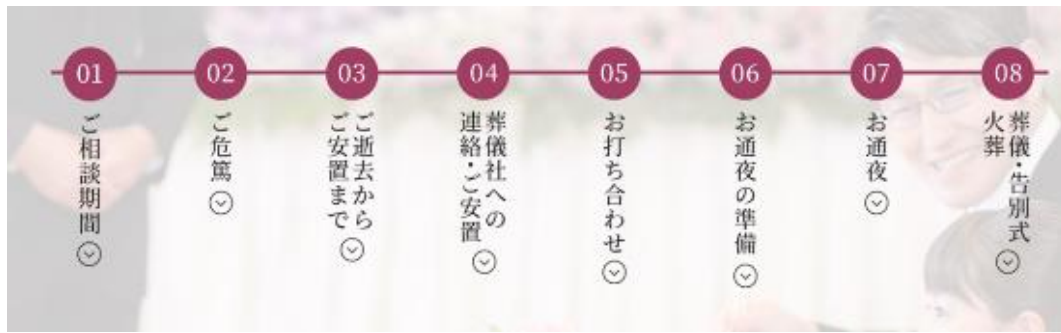 01
ご相談期間
02
ご危篤
03
ご逝去から
ご安置まで
04
葬儀社への
連絡・ご安置
05
お打ち合わせ
06
お通夜の準備
07
お通夜
08
葬儀・告別式
火葬